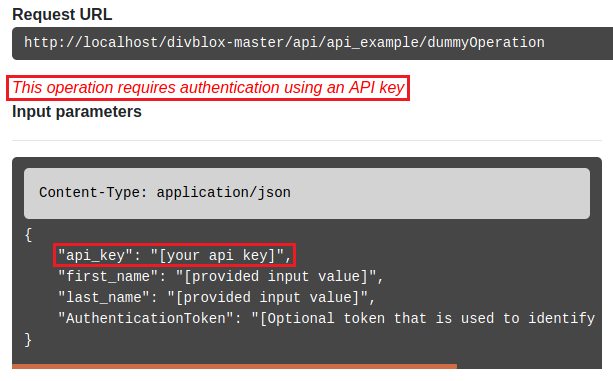 Request URL
http://localhost/divblox-master/api/api_example/dummyOperation
This operation requires authentication using an API key
Input parameters
Content-Type: application/json
{
"api_key": "[your api key]",
"first_name": "[provided input value]",
"last_name": "[provided input value]",
"AuthenticationToken": "[Optional token that is used to identify
}